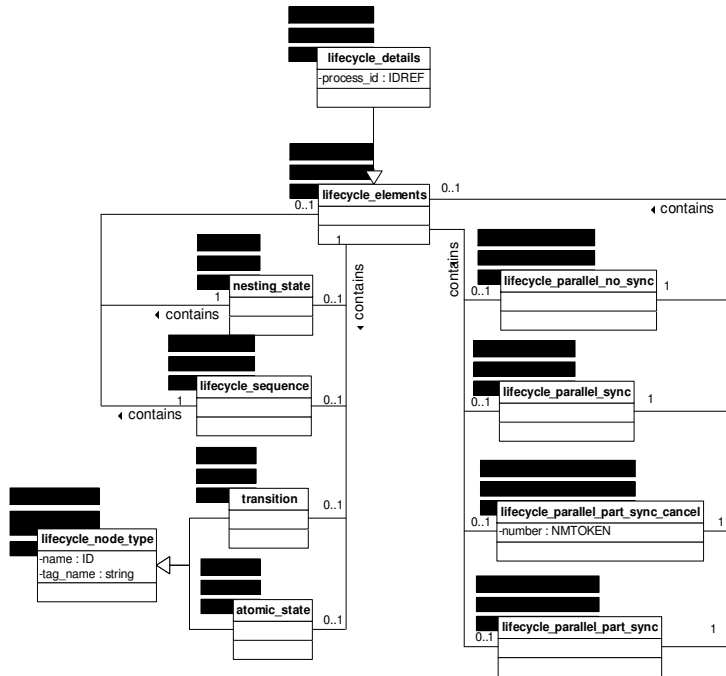 lifecycle_details
-process_id : IDREF
lifecycle_elements
0..1
0..1
contains
1
contains
contains
nesting_state
1
0..1
contains
lifecycle_parallel_no_sync
0..1
1
lifecycle_sequence
1
0..1
contains
lifecycle_parallel_sync
0..1
1
transition
0..1
lifecycle_parallel_part_sync_cancel
-number : NMTOKEN
0..1
1
lifecycle_node_type
-name : ID
-tag_name : string
atomic_state
0..1
lifecycle_parallel_part_sync
0..1
1